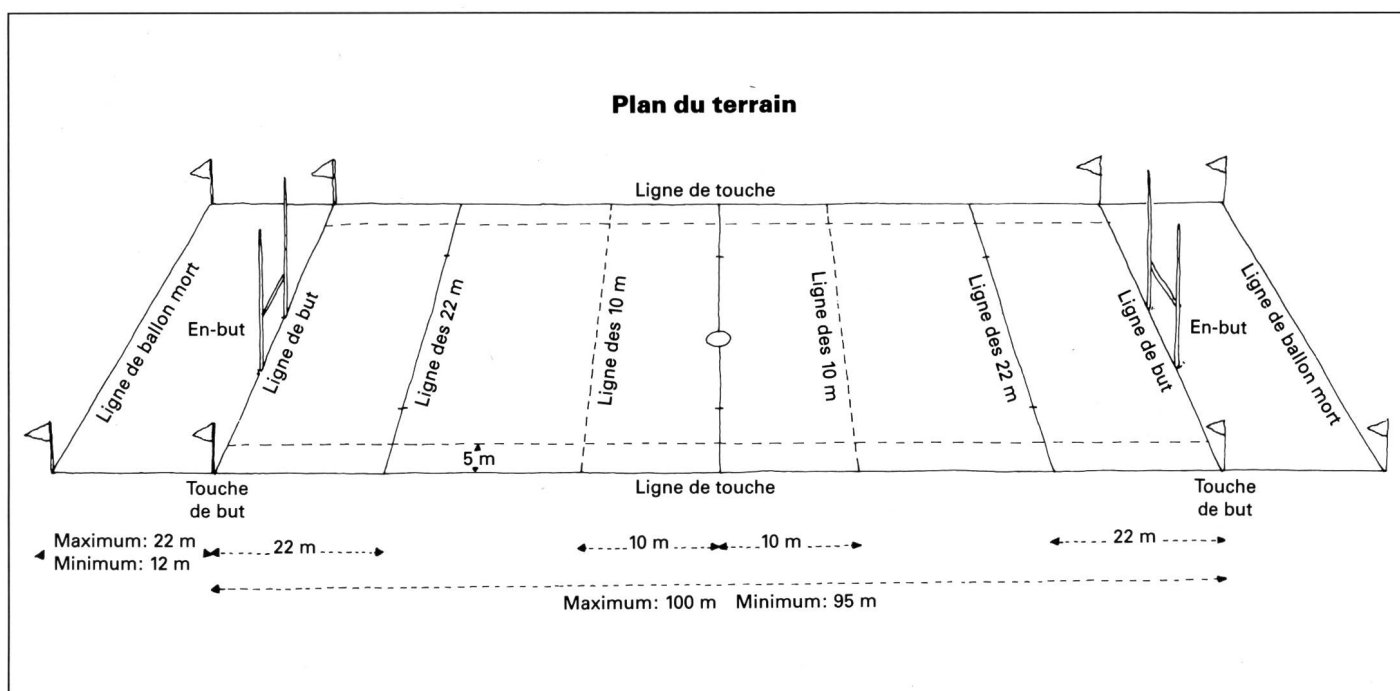 Plan du terrain
Ligne de touche
Ligne de ballon mort
En-but
Ligne de but
Ligne des 22 m
Ligne des 10 m
Ligne des 10 m
Ligne des 22 m
Ligne de but
En-but
Ligne de ballon mort
5 m
Touche
de but
Ligne de touche
Touche
de but
Maximum: 22 m
Minimum: 12 m
22 m
10 m
10 m
22 m
Maximum: 100 m Minimum: 95 m